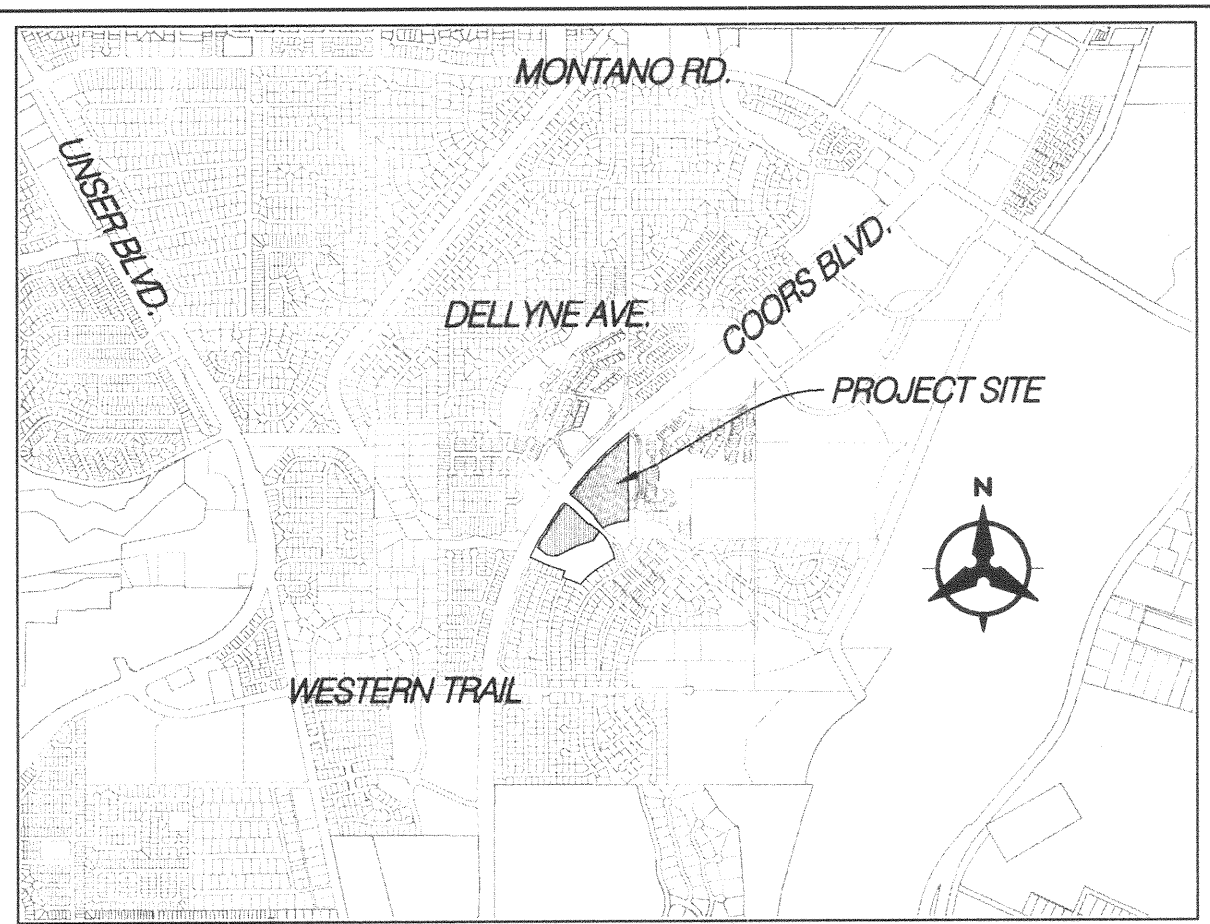 MONTANO RD.
UNSER BLVD.
COORS BLVD.
DELLYNE AVE.
PROJECT SITE
N
WESTERN TRAIL